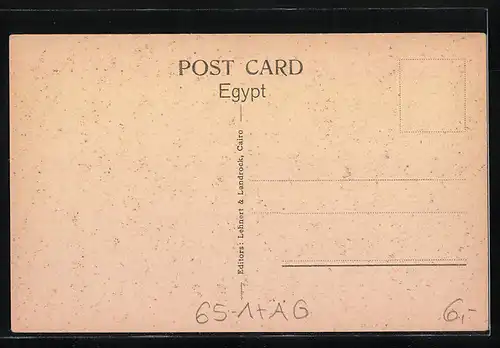 POST CARD
Egypt
Editors: Lehnert & Landrock, Cairo
65-1+AG
6,-